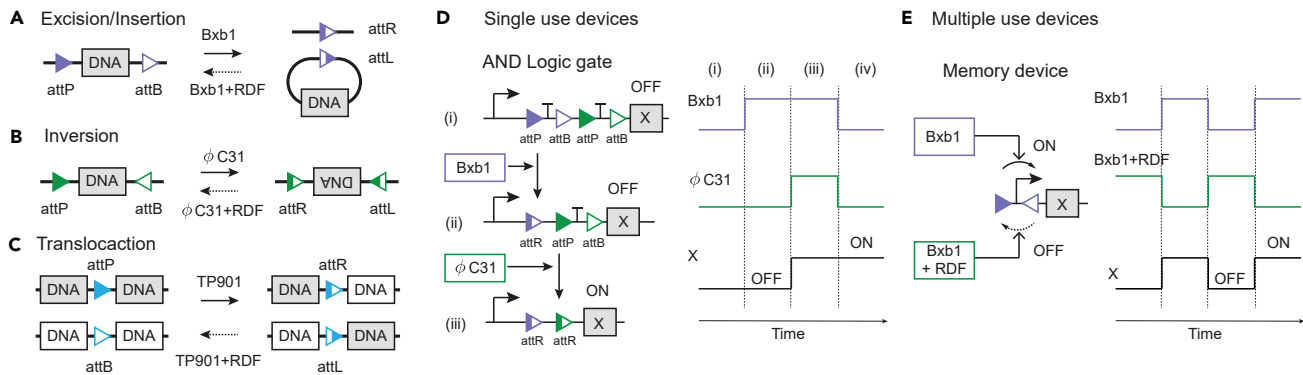 A Excision/Insertion
Bxb1
DNA
attP
attB
Bxb1+RDF
attR
attL
DNA
B Inversion
ϕ C31
DNA
attP
attB
ϕ C31+RDF
DNA
attR
attL
C Translocaction
attP
attR
DNA DNA
TP901
DNA DNA
DNA DNA
DNA DNA
attB
TP901+RDF
attL
D Single use devices
AND Logic gate
(i)
OFF
X
attP attB attP attB
Bxb1
(ii)
OFF
X
attR attP attB
ϕ C31
(iii)
ON
X
attR attR
(i) (ii) (iii) (iv)
Bxb1
ϕ C31
X
OFF
ON
Time
E Multiple use devices
Memory device
Bxb1
ON
X
OFF
Bxb1
+ RDF
Bxb1
Bxb1+RDF
X
OFF
ON
Time